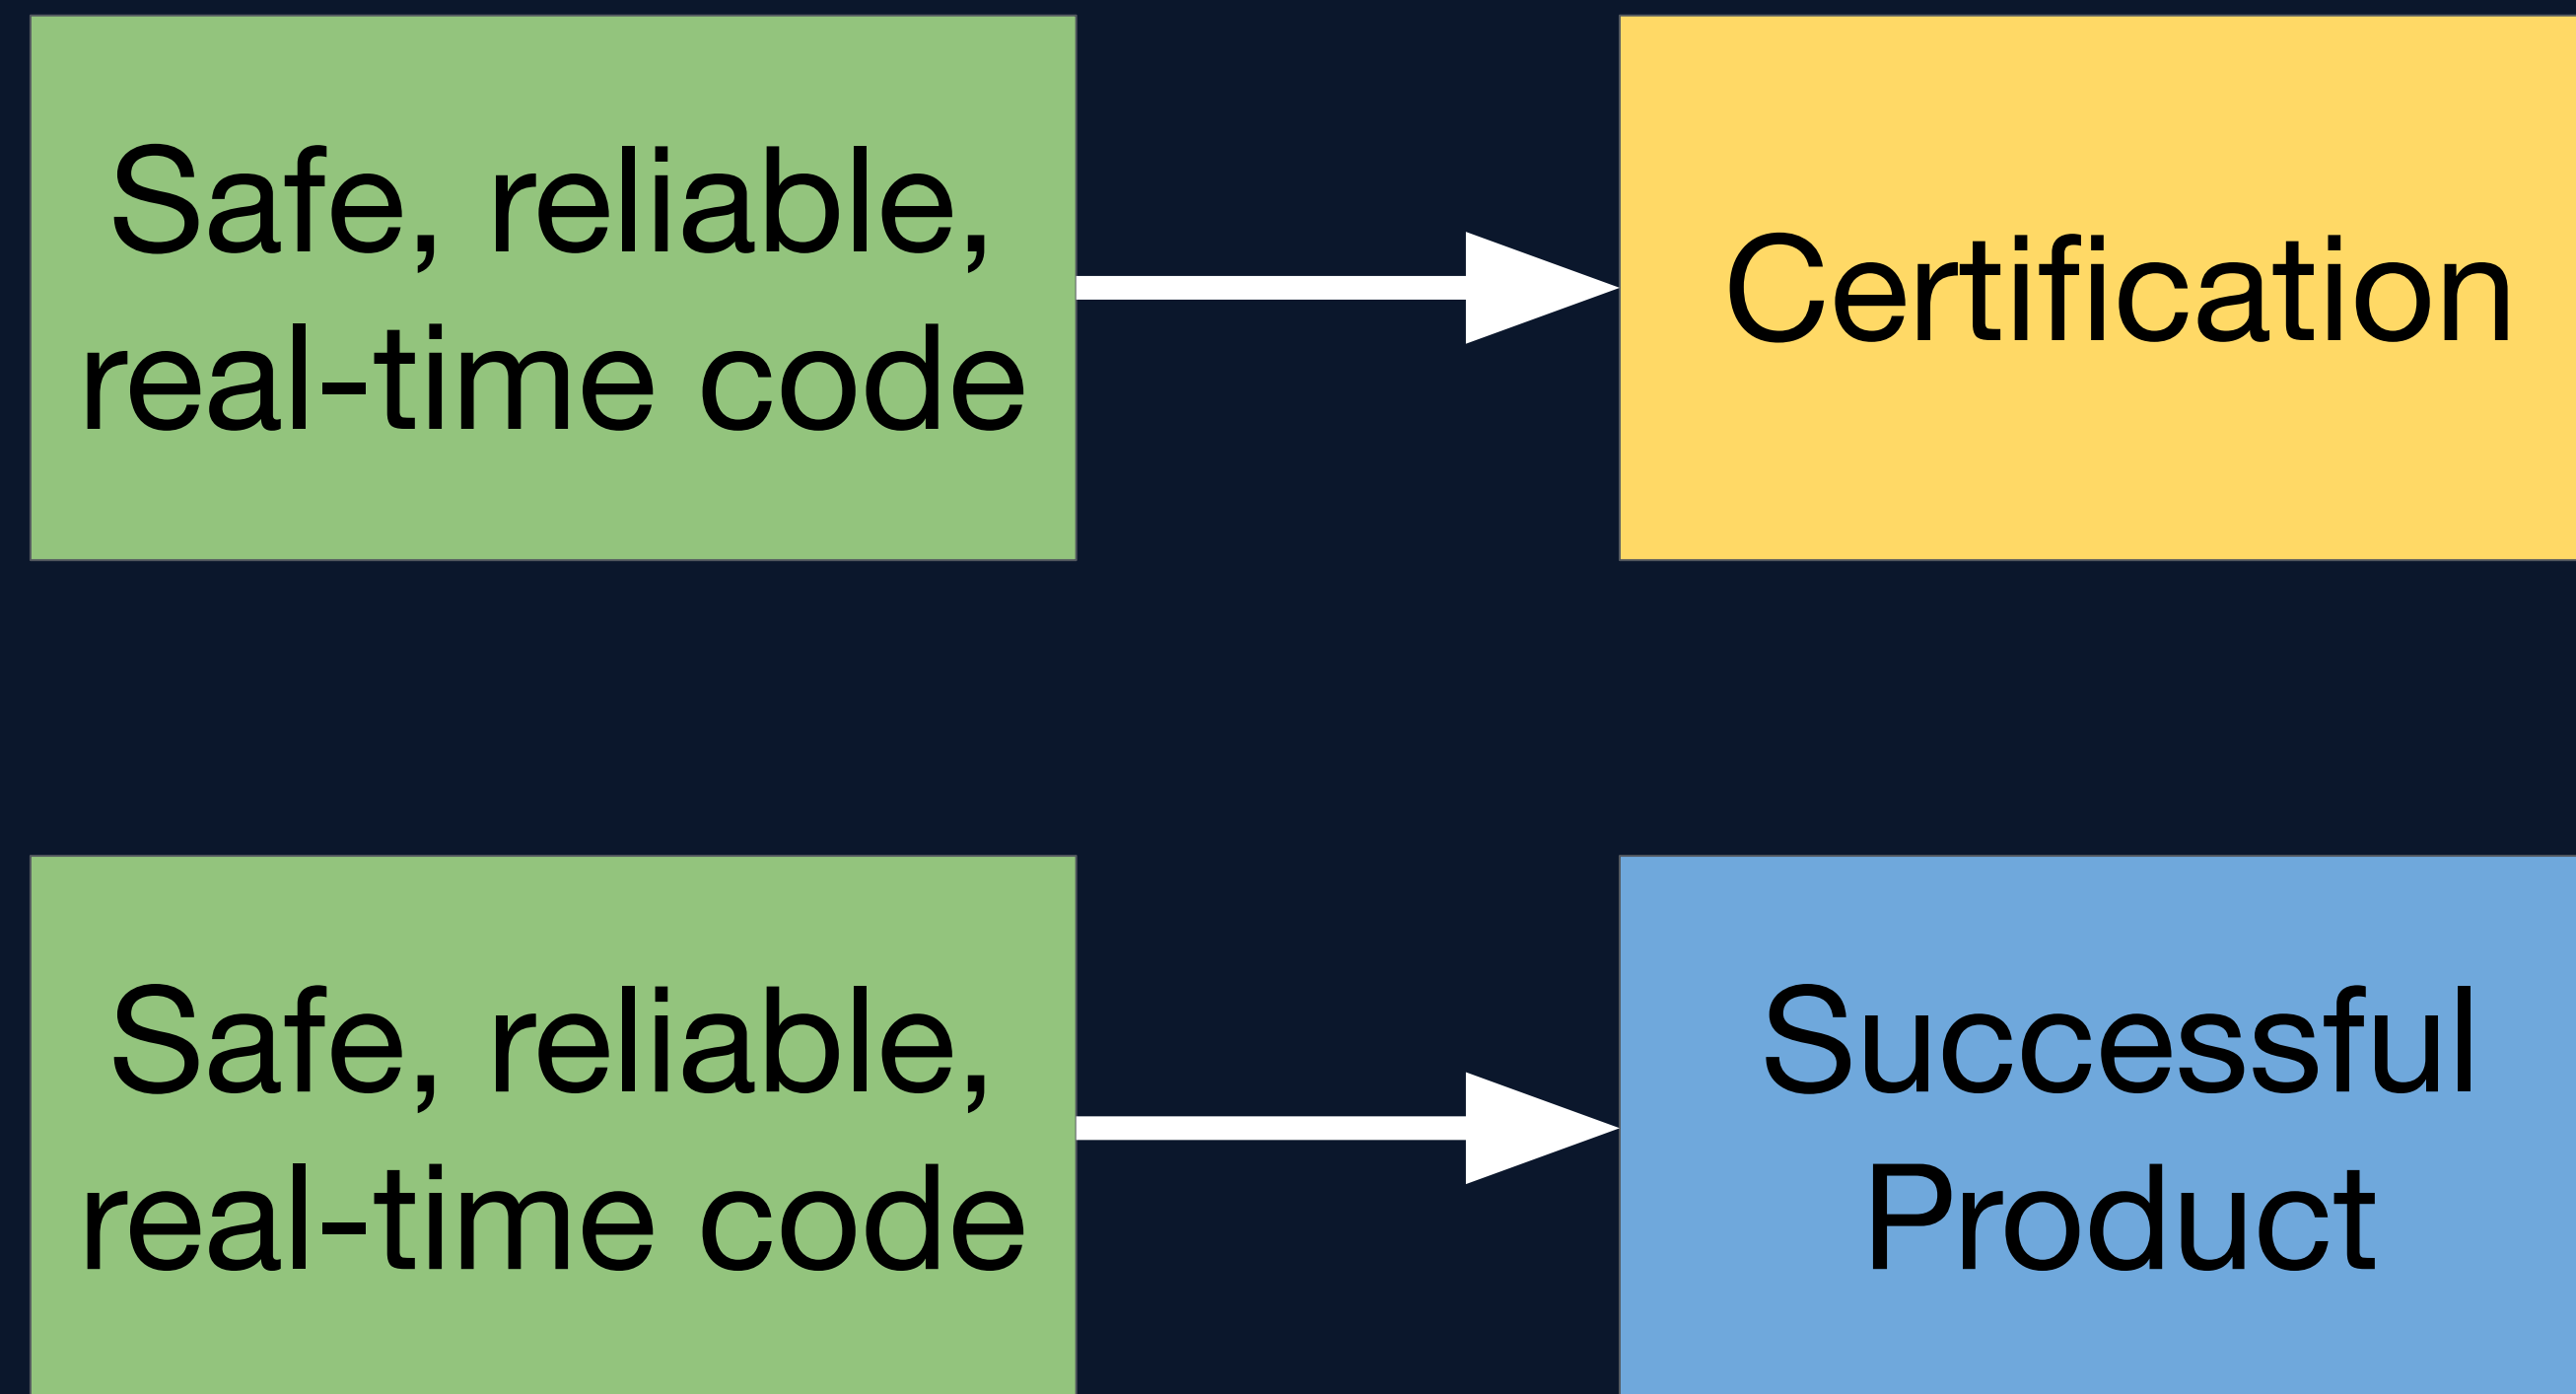 Safe, reliable,
real-time code
Certification
Safe, reliable,
real-time code
Successful
Product